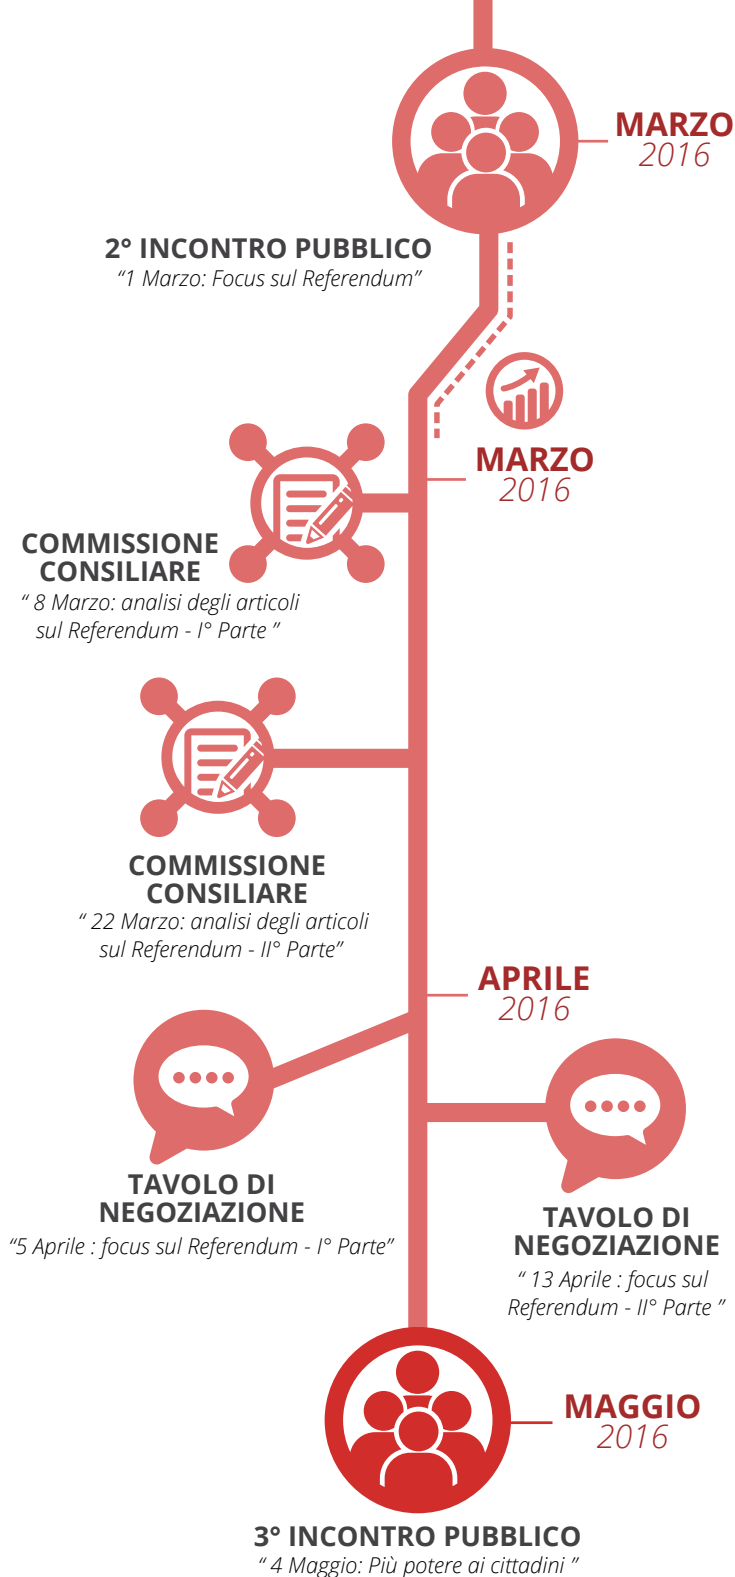 MARZO
2016
2° INCONTRO PUBBLICO
“1 Marzo: Focus sul Referendum”
MARZO
2016
COMMISSIONE
CONSILIARE
“ 8 Marzo: analisi degli articoli
sul Referendum - I° Parte ”
COMMISSIONE
CONSILIARE
“ 22 Marzo: analisi degli articoli
sul Referendum - II° Parte”
APRILE
2016
TAVOLO DI
NEGOZIAZIONE
“5 Aprile : focus sul Referendum - I° Parte”
TAVOLO DI
NEGOZIAZIONE
“ 13 Aprile : focus sul
Referendum - II° Parte ”
MAGGIO
2016
3° INCONTRO PUBBLICO
“ 4 Maggio: Più potere ai cittadini ”